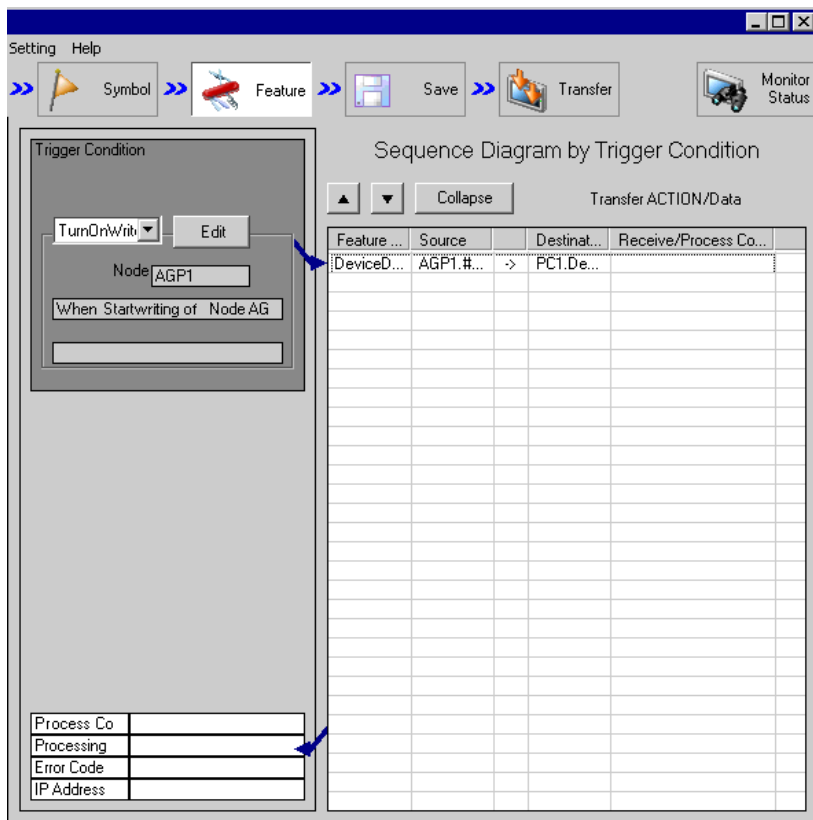 Setting Help
Symbol Feature Save Transfer Monitor Status
Trigger Condition
Sequence Diagram by Trigger Condition
Collapse Transfer ACTION/Data
TurnOnWrit Edit
Node AGP1
When Startwriting of Node AG
Feature ... Source Destinat... Receive/Process Co...
DeviceD... AGP1.#... -> PC1.De...
Process Co
Processing
Error Code
IP Address